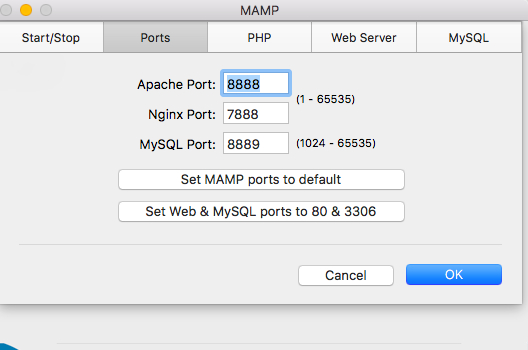 MAMP
Start/Stop Ports PHP Web Server MySQL
Apache Port: 8888
(1 - 65535)
Nginx Port: 7888
MySQL Port: 8889 (1024 - 65535)
Set MAMP ports to default
Set Web & MySQL ports to 80 & 3306
Cancel OK